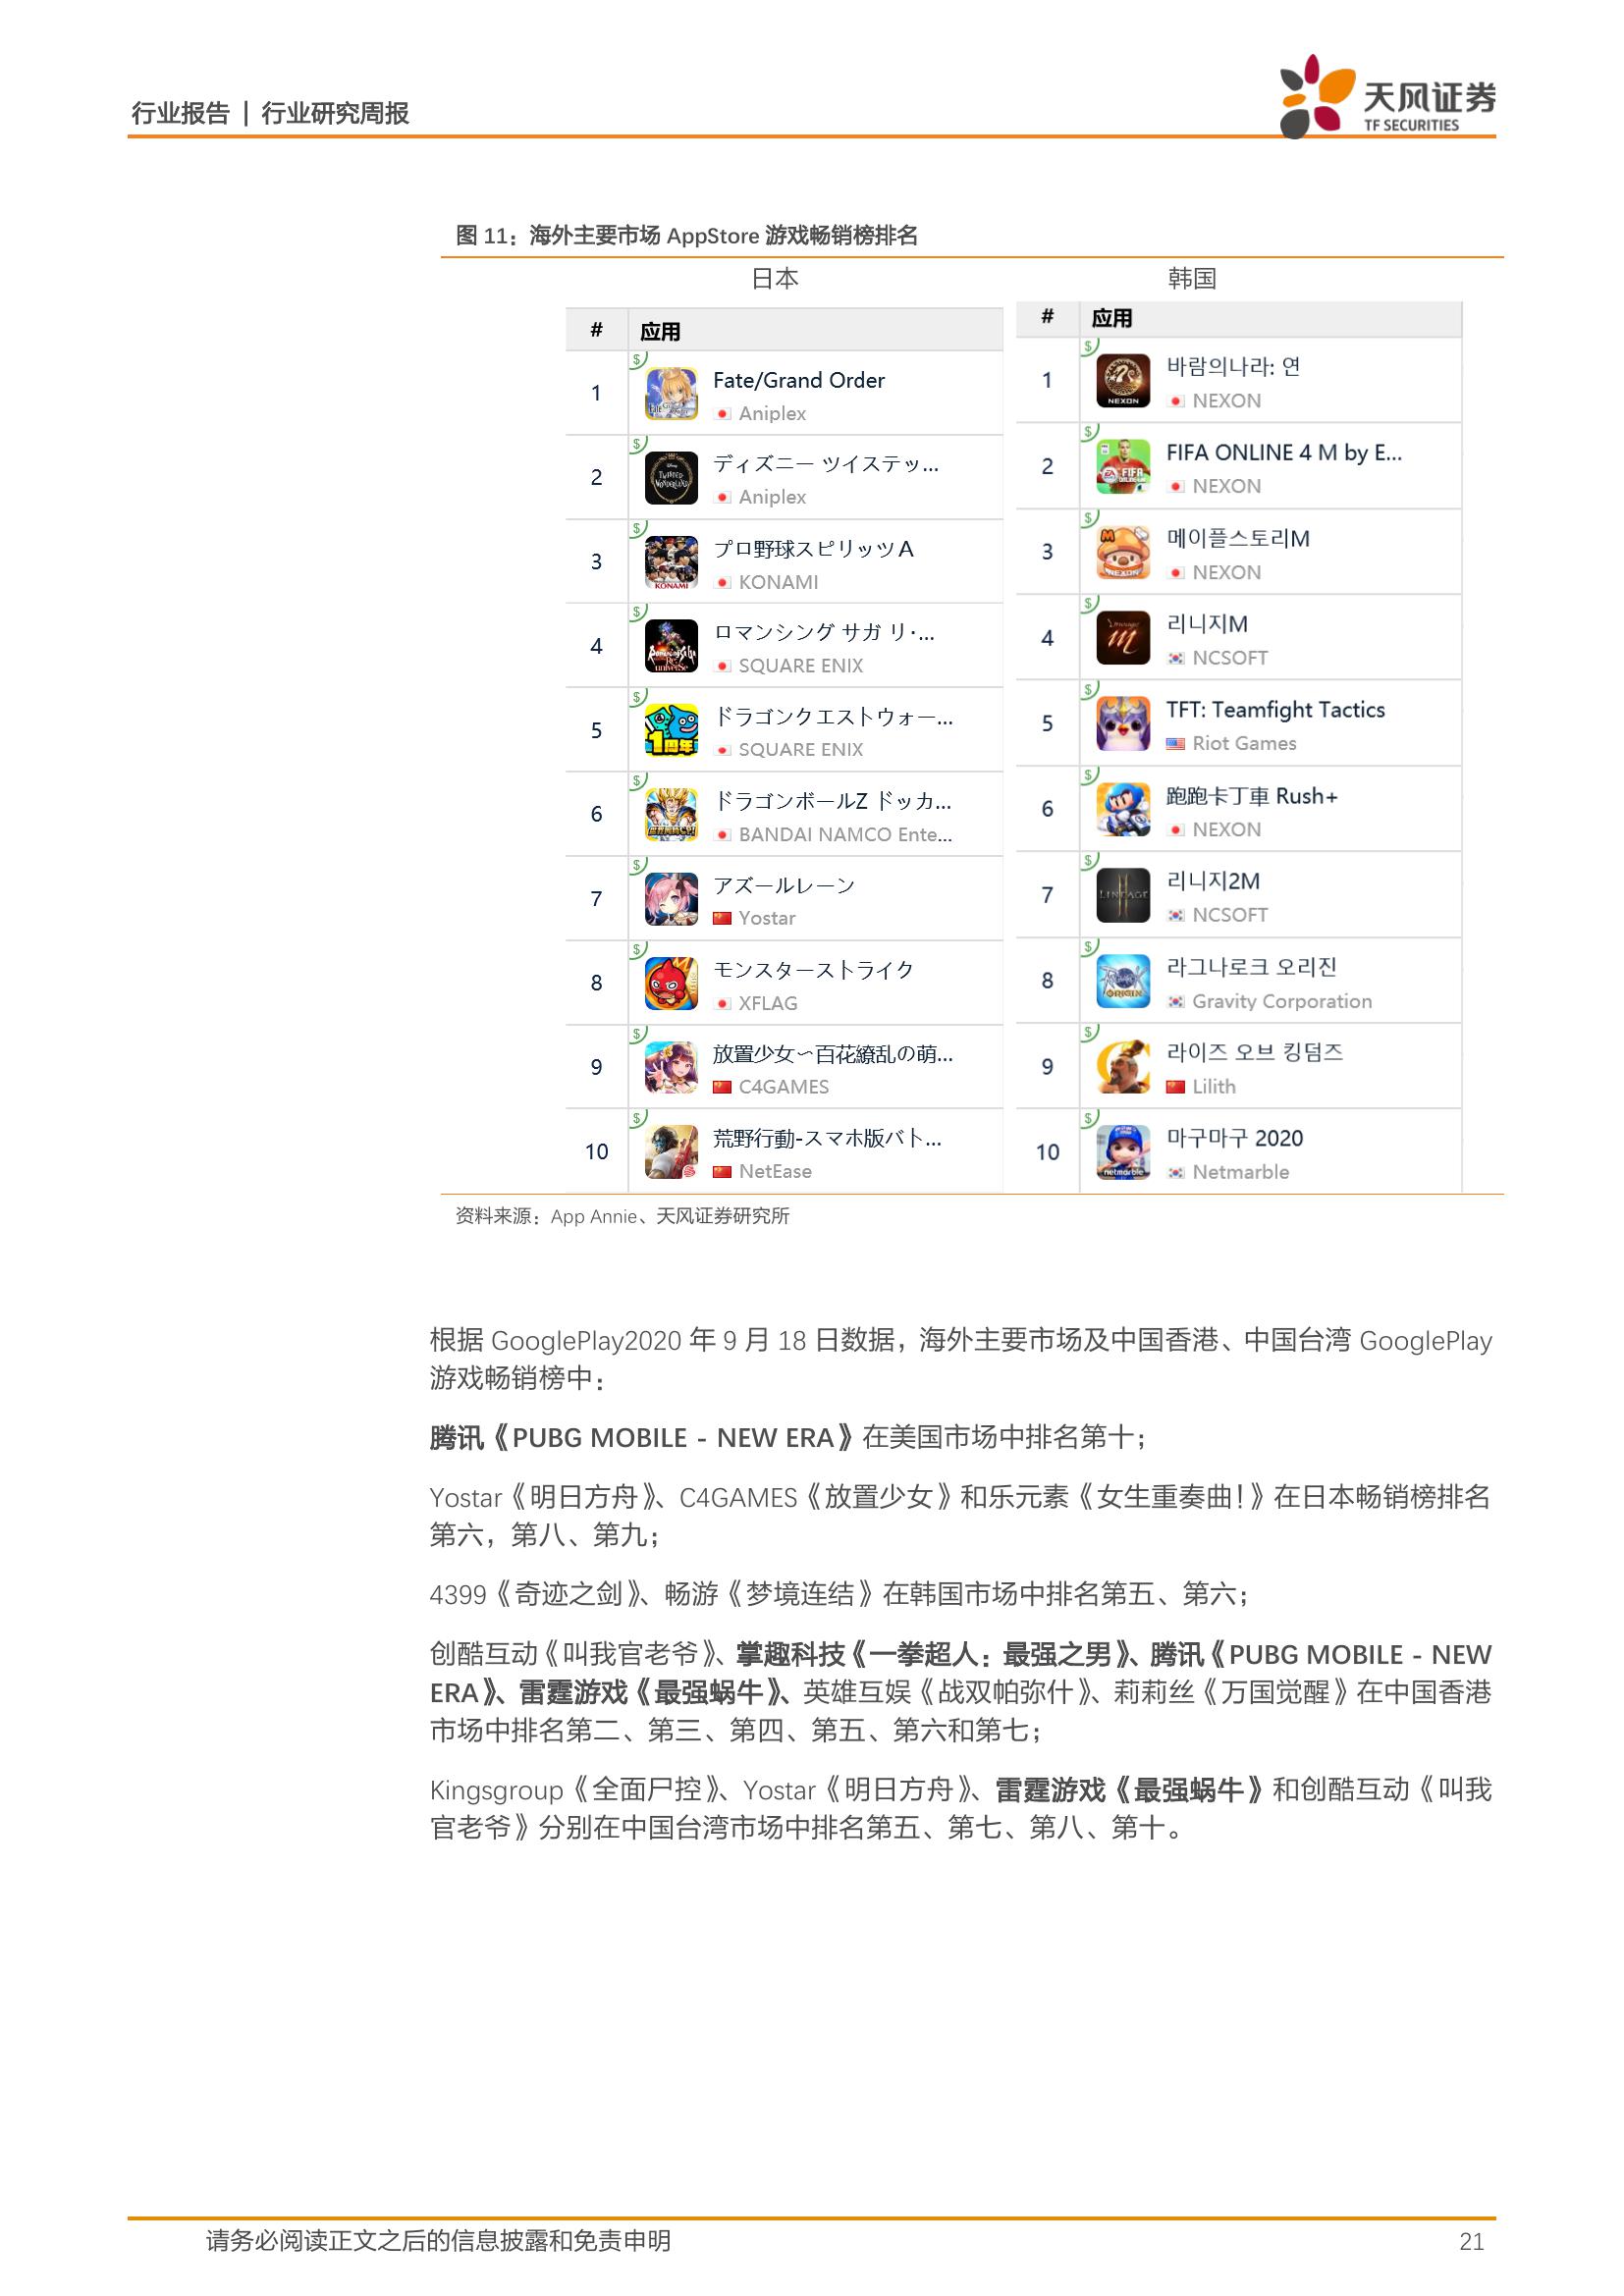 行业报告 | 行业研究周报
天风证券
TF SECURITIES
图 11：海外主要市场 AppStore 游戏畅销榜排名
日本
# 应用
1 Fate/Grand Order
Aniplex
2 ディズニー ツイステッ...
Aniplex
3 プロ野球スピリッツＡ
KONAMI
4 ロマンシング サガ リ・...
SQUARE ENIX
5 ドラゴンクエストウォー...
SQUARE ENIX
6 ドラゴンボールZ ドッカ...
BANDAI NAMCO Ente...
7 アズールレーン
Yostar
8 モンスターストライク
XFLAG
9 放置少女〜百花繚乱の萌...
C4GAMES
10 荒野行動-スマホ版バト...
NetEase
韩国
# 应用
1 바람의나라: 연
NEXON
2 FIFA ONLINE 4 M by E...
NEXON
3 메이플스토리M
NEXON
4 리니지M
NCSOFT
5 TFT: Teamfight Tactics
Riot Games
6 跑跑卡丁車 Rush+
NEXON
7 리니지2M
NCSOFT
8 라그나로크 오리진
Gravity Corporation
9 라이즈 오브 킹덤즈
Lilith
10 마구마구 2020
Netmarble
资料来源：App Annie、天风证券研究所
根据 GooglePlay2020 年 9 月 18 日数据，海外主要市场及中国香港、中国台湾 GooglePlay
游戏畅销榜中：
腾讯《PUBG MOBILE - NEW ERA》在美国市场中排名第十；
Yostar《明日方舟》、C4GAMES《放置少女》和乐元素《女生重奏曲！》在日本畅销榜排名
第六，第八、第九；
4399《奇迹之剑》、畅游《梦境连结》在韩国市场中排名第五、第六；
创酷互动《叫我官老爷》、掌趣科技《一拳超人：最强之男》、腾讯《PUBG MOBILE - NEW
ERA》、雷霆游戏《最强蜗牛》、英雄互娱《战双帕弥什》、莉莉丝《万国觉醒》在中国香港
市场中排名第二、第三、第四、第五、第六和第七；
Kingsgroup《全面尸控》、Yostar《明日方舟》、雷霆游戏《最强蜗牛》和创酷互动《叫我
官老爷》分别在中国台湾市场中排名第五、第七、第八、第十。
请务必阅读正文之后的信息披露和免责申明
21